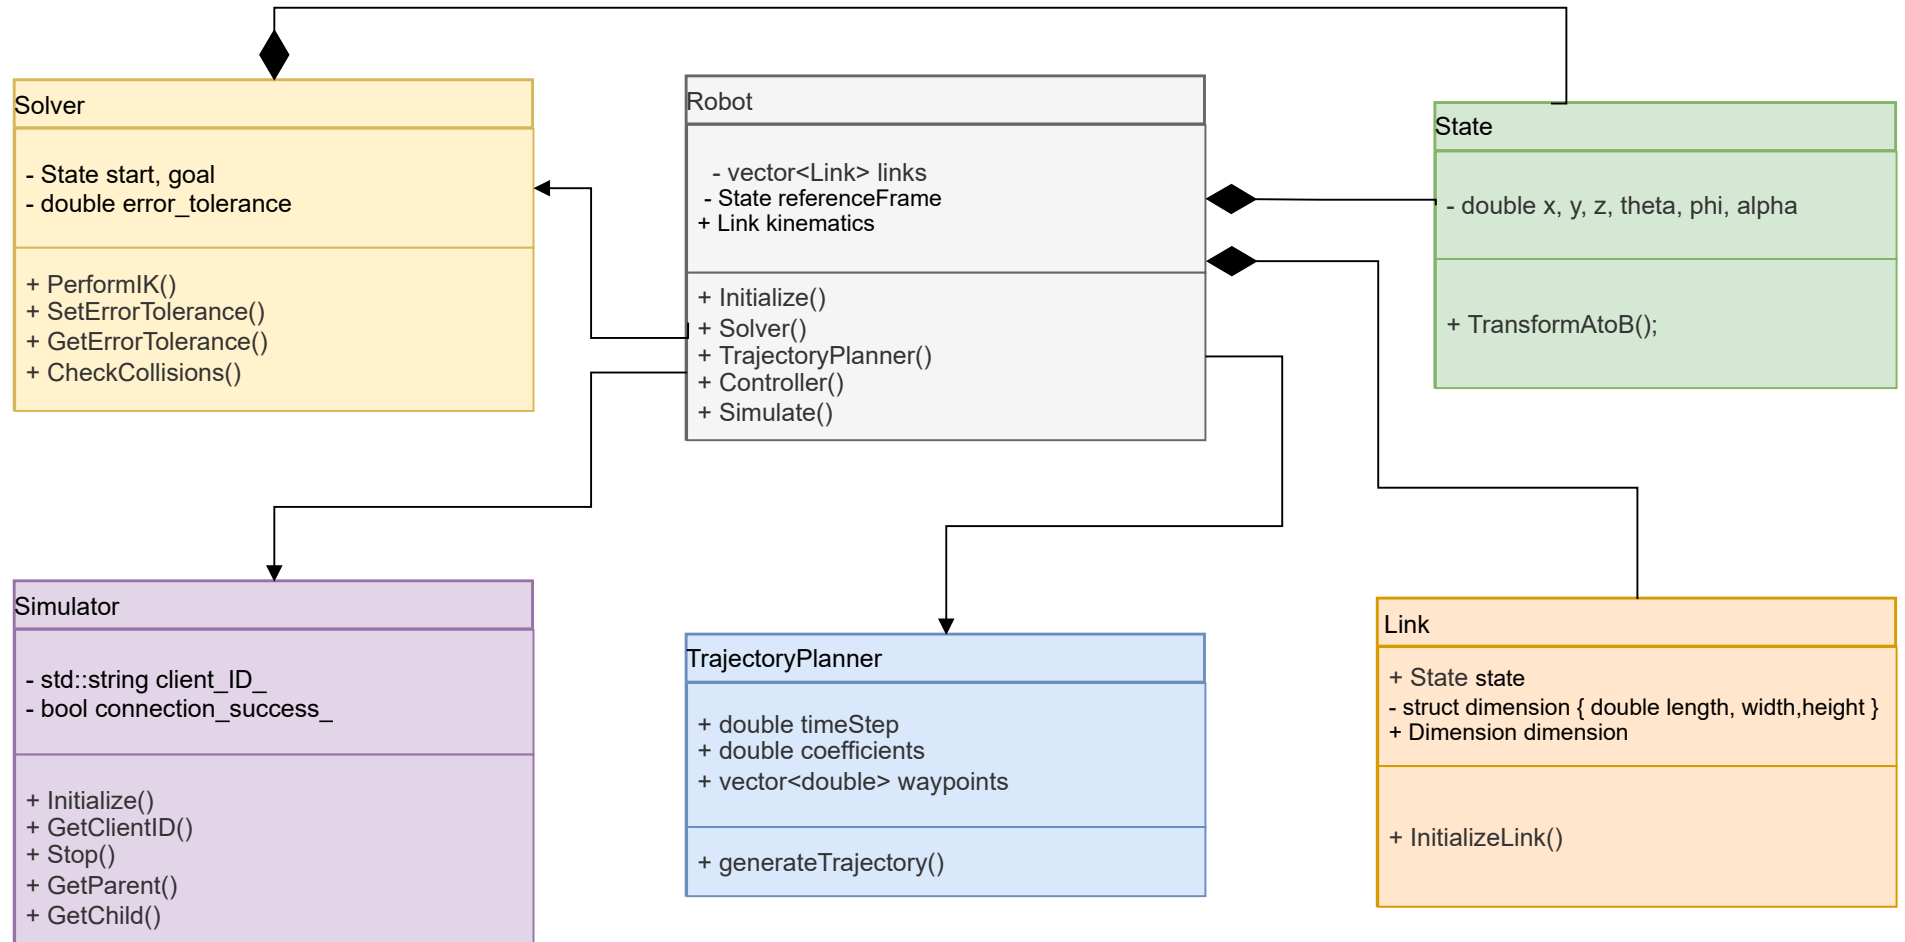 Solver
- State start, goal
- double error_tolerance
+ PerformIK()
+ SetErrorTolerance()
+ GetErrorTolerance()
+ CheckCollisions()
Robot
- vector<Link> links
- State referenceFrame
+ Link kinematics
+ Initialize()
+ Solver()
+ TrajectoryPlanner()
+ Controller()
+ Simulate()
State
- double x, y, z, theta, phi, alpha
+ TransformAtoB();
Simulator
- std::string client_ID_
- bool connection_success_
+ Initialize()
+ GetClientID()
+ Stop()
+ GetParent()
+ GetChild()
TrajectoryPlanner
+ double timeStep
+ double coefficients
+ vector<double> waypoints
+ generateTrajectory()
Link
+ State state
- struct dimension { double length, width,height }
+ Dimension dimension
+ InitializeLink()